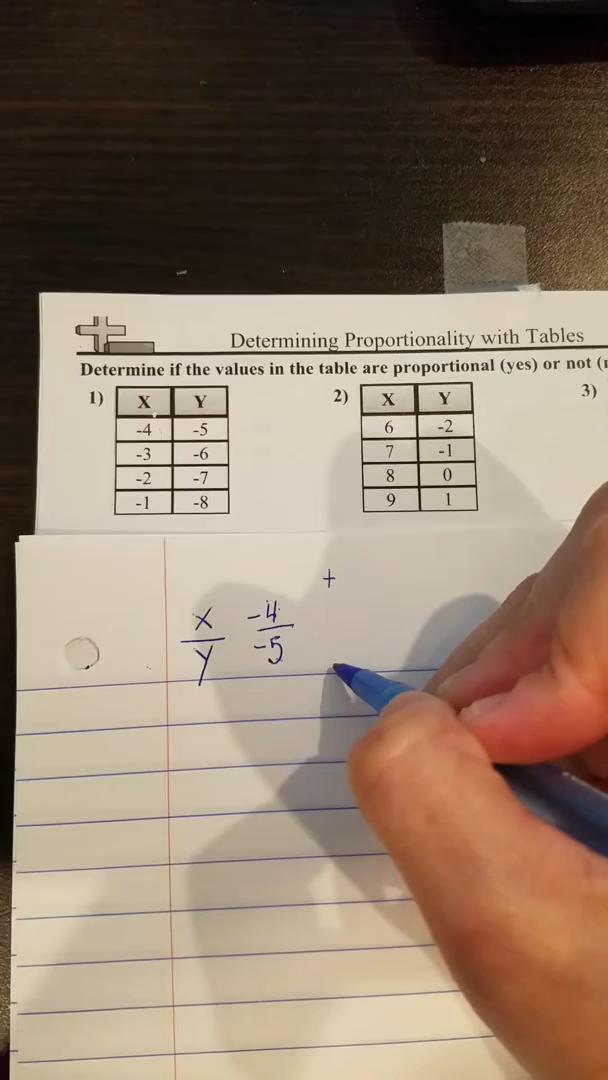 Determining Proportionality with Tables
Determine if the values in the table are proportional (yes) or not (
1) X Y 2) X Y 3)
-4 -5 6 -2
-3 -6 7 -1
-2 -7 8 0
-1 -8 9 1
+
x -4
y -5